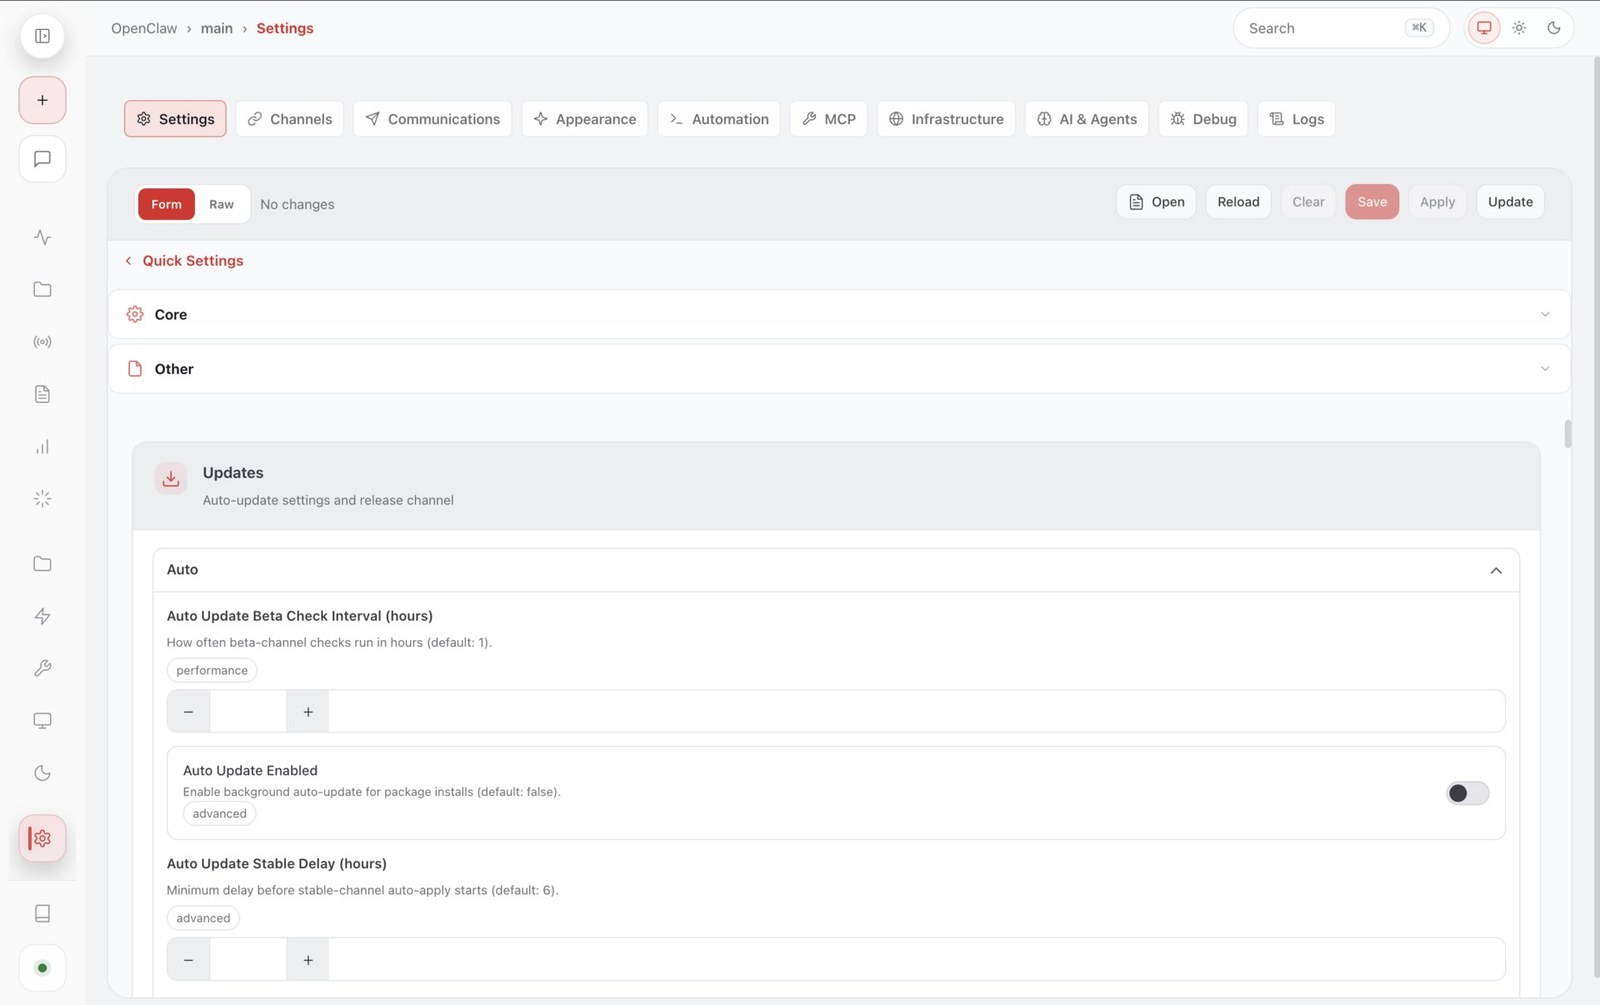 OpenClaw › main › Settings
Search ⌘K
Settings Channels Communications Appearance Automation MCP Infrastructure AI & Agents Debug Logs
Form Raw No changes Open Reload Clear Save Apply Update
Quick Settings
Core
Other
Updates
Auto-update settings and release channel
Auto
Auto Update Beta Check Interval (hours)
How often beta-channel checks run in hours (default: 1).
performance
− +
Auto Update Enabled
Enable background auto-update for package installs (default: false).
advanced
Auto Update Stable Delay (hours)
Minimum delay before stable-channel auto-apply starts (default: 6).
advanced
− +